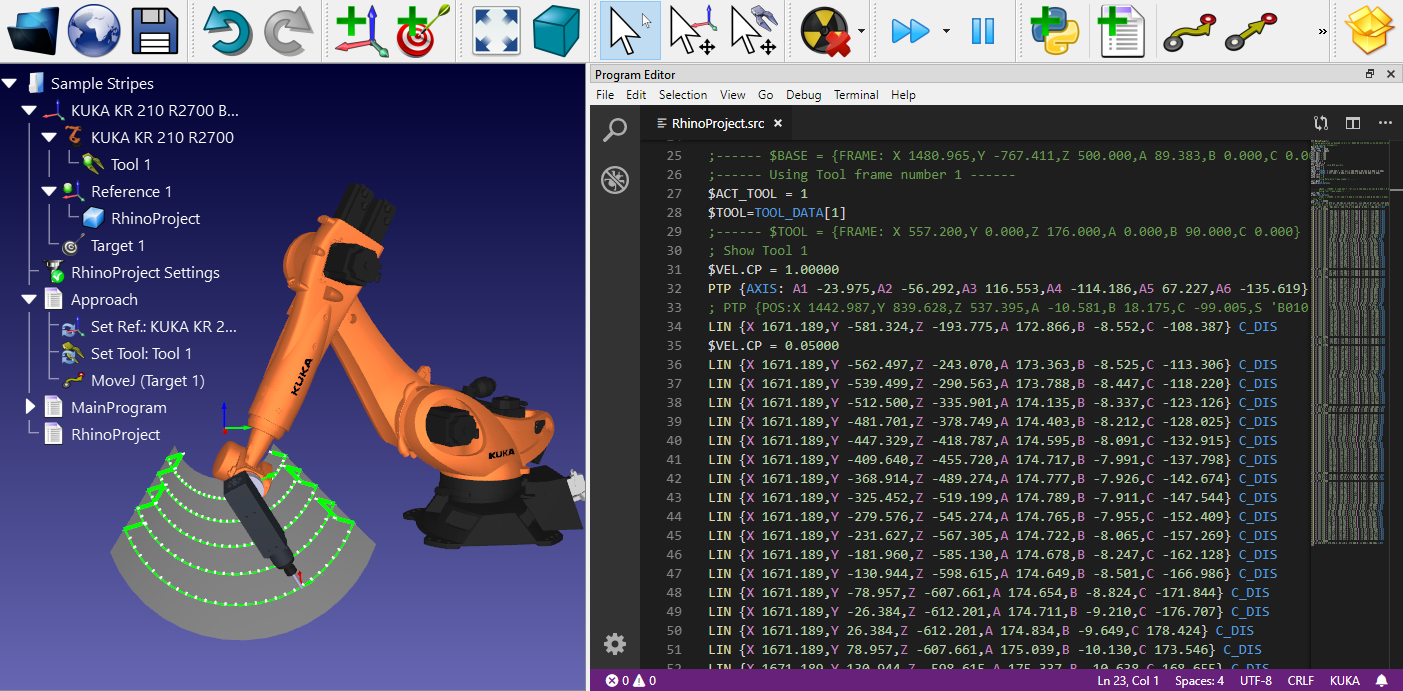 Sample Stripes
KUKA KR 210 R2700 B...
KUKA KR 210 R2700
Tool 1
Reference 1
RhinoProject
Target 1
RhinoProject Settings
Approach
Set Ref.: KUKA KR 2...
Set Tool: Tool 1
MoveJ (Target 1)
MainProgram
RhinoProject
KUKA
KUKA
Program Editor
File Edit Selection View Go Debug Terminal Help
RhinoProject.src
25 ;------ $BASE = {FRAME: X 1480.965,Y -767.411,Z 500.000,A 89.383,B 0.000,C 0.00
26 ;------ Using Tool frame number 1 ------
27 $ACT_TOOL = 1
28 $TOOL=TOOL_DATA[1]
29 ;------ $TOOL = {FRAME: X 557.200,Y 0.000,Z 176.000,A 0.000,B 90.000,C 0.000}
30 ; Show Tool 1
31 $VEL.CP = 1.00000
32 PTP {AXIS: A1 -23.975,A2 -56.292,A3 116.553,A4 -114.186,A5 67.227,A6 -135.619}
33 ; PTP {POS:X 1442.987,Y 839.628,Z 537.395,A -10.581,B 18.175,C -99.005,S 'B010
34 LIN {X 1671.189,Y -581.324,Z -193.775,A 172.866,B -8.552,C -108.387} C_DIS
35 $VEL.CP = 0.05000
36 LIN {X 1671.189,Y -562.497,Z -243.070,A 173.363,B -8.525,C -113.306} C_DIS
37 LIN {X 1671.189,Y -539.499,Z -290.563,A 173.788,B -8.447,C -118.220} C_DIS
38 LIN {X 1671.189,Y -512.500,Z -335.901,A 174.135,B -8.337,C -123.126} C_DIS
39 LIN {X 1671.189,Y -481.701,Z -378.749,A 174.403,B -8.212,C -128.025} C_DIS
40 LIN {X 1671.189,Y -447.329,Z -418.787,A 174.595,B -8.091,C -132.915} C_DIS
41 LIN {X 1671.189,Y -409.640,Z -455.720,A 174.717,B -7.991,C -137.798} C_DIS
42 LIN {X 1671.189,Y -368.914,Z -489.274,A 174.777,B -7.926,C -142.674} C_DIS
43 LIN {X 1671.189,Y -325.452,Z -519.199,A 174.789,B -7.911,C -147.544} C_DIS
44 LIN {X 1671.189,Y -279.576,Z -545.274,A 174.765,B -7.955,C -152.409} C_DIS
45 LIN {X 1671.189,Y -231.627,Z -567.305,A 174.722,B -8.065,C -157.269} C_DIS
46 LIN {X 1671.189,Y -181.960,Z -585.130,A 174.678,B -8.247,C -162.128} C_DIS
47 LIN {X 1671.189,Y -130.944,Z -598.615,A 174.649,B -8.501,C -166.986} C_DIS
48 LIN {X 1671.189,Y -78.957,Z -607.661,A 174.654,B -8.824,C -171.844} C_DIS
49 LIN {X 1671.189,Y -26.384,Z -612.201,A 174.711,B -9.210,C -176.707} C_DIS
50 LIN {X 1671.189,Y 26.384,Z -612.201,A 174.834,B -9.649,C 178.424} C_DIS
51 LIN {X 1671.189,Y 78.957,Z -607.661,A 175.039,B -10.130,C 173.546} C_DIS
52 LIN {X 1671.189,Y 130.944,Z -598.615,A 175.337,B -10.638,C 168.655} C_DIS
0 0 Ln 23, Col 1 Spaces: 4 UTF-8 CRLF KUKA